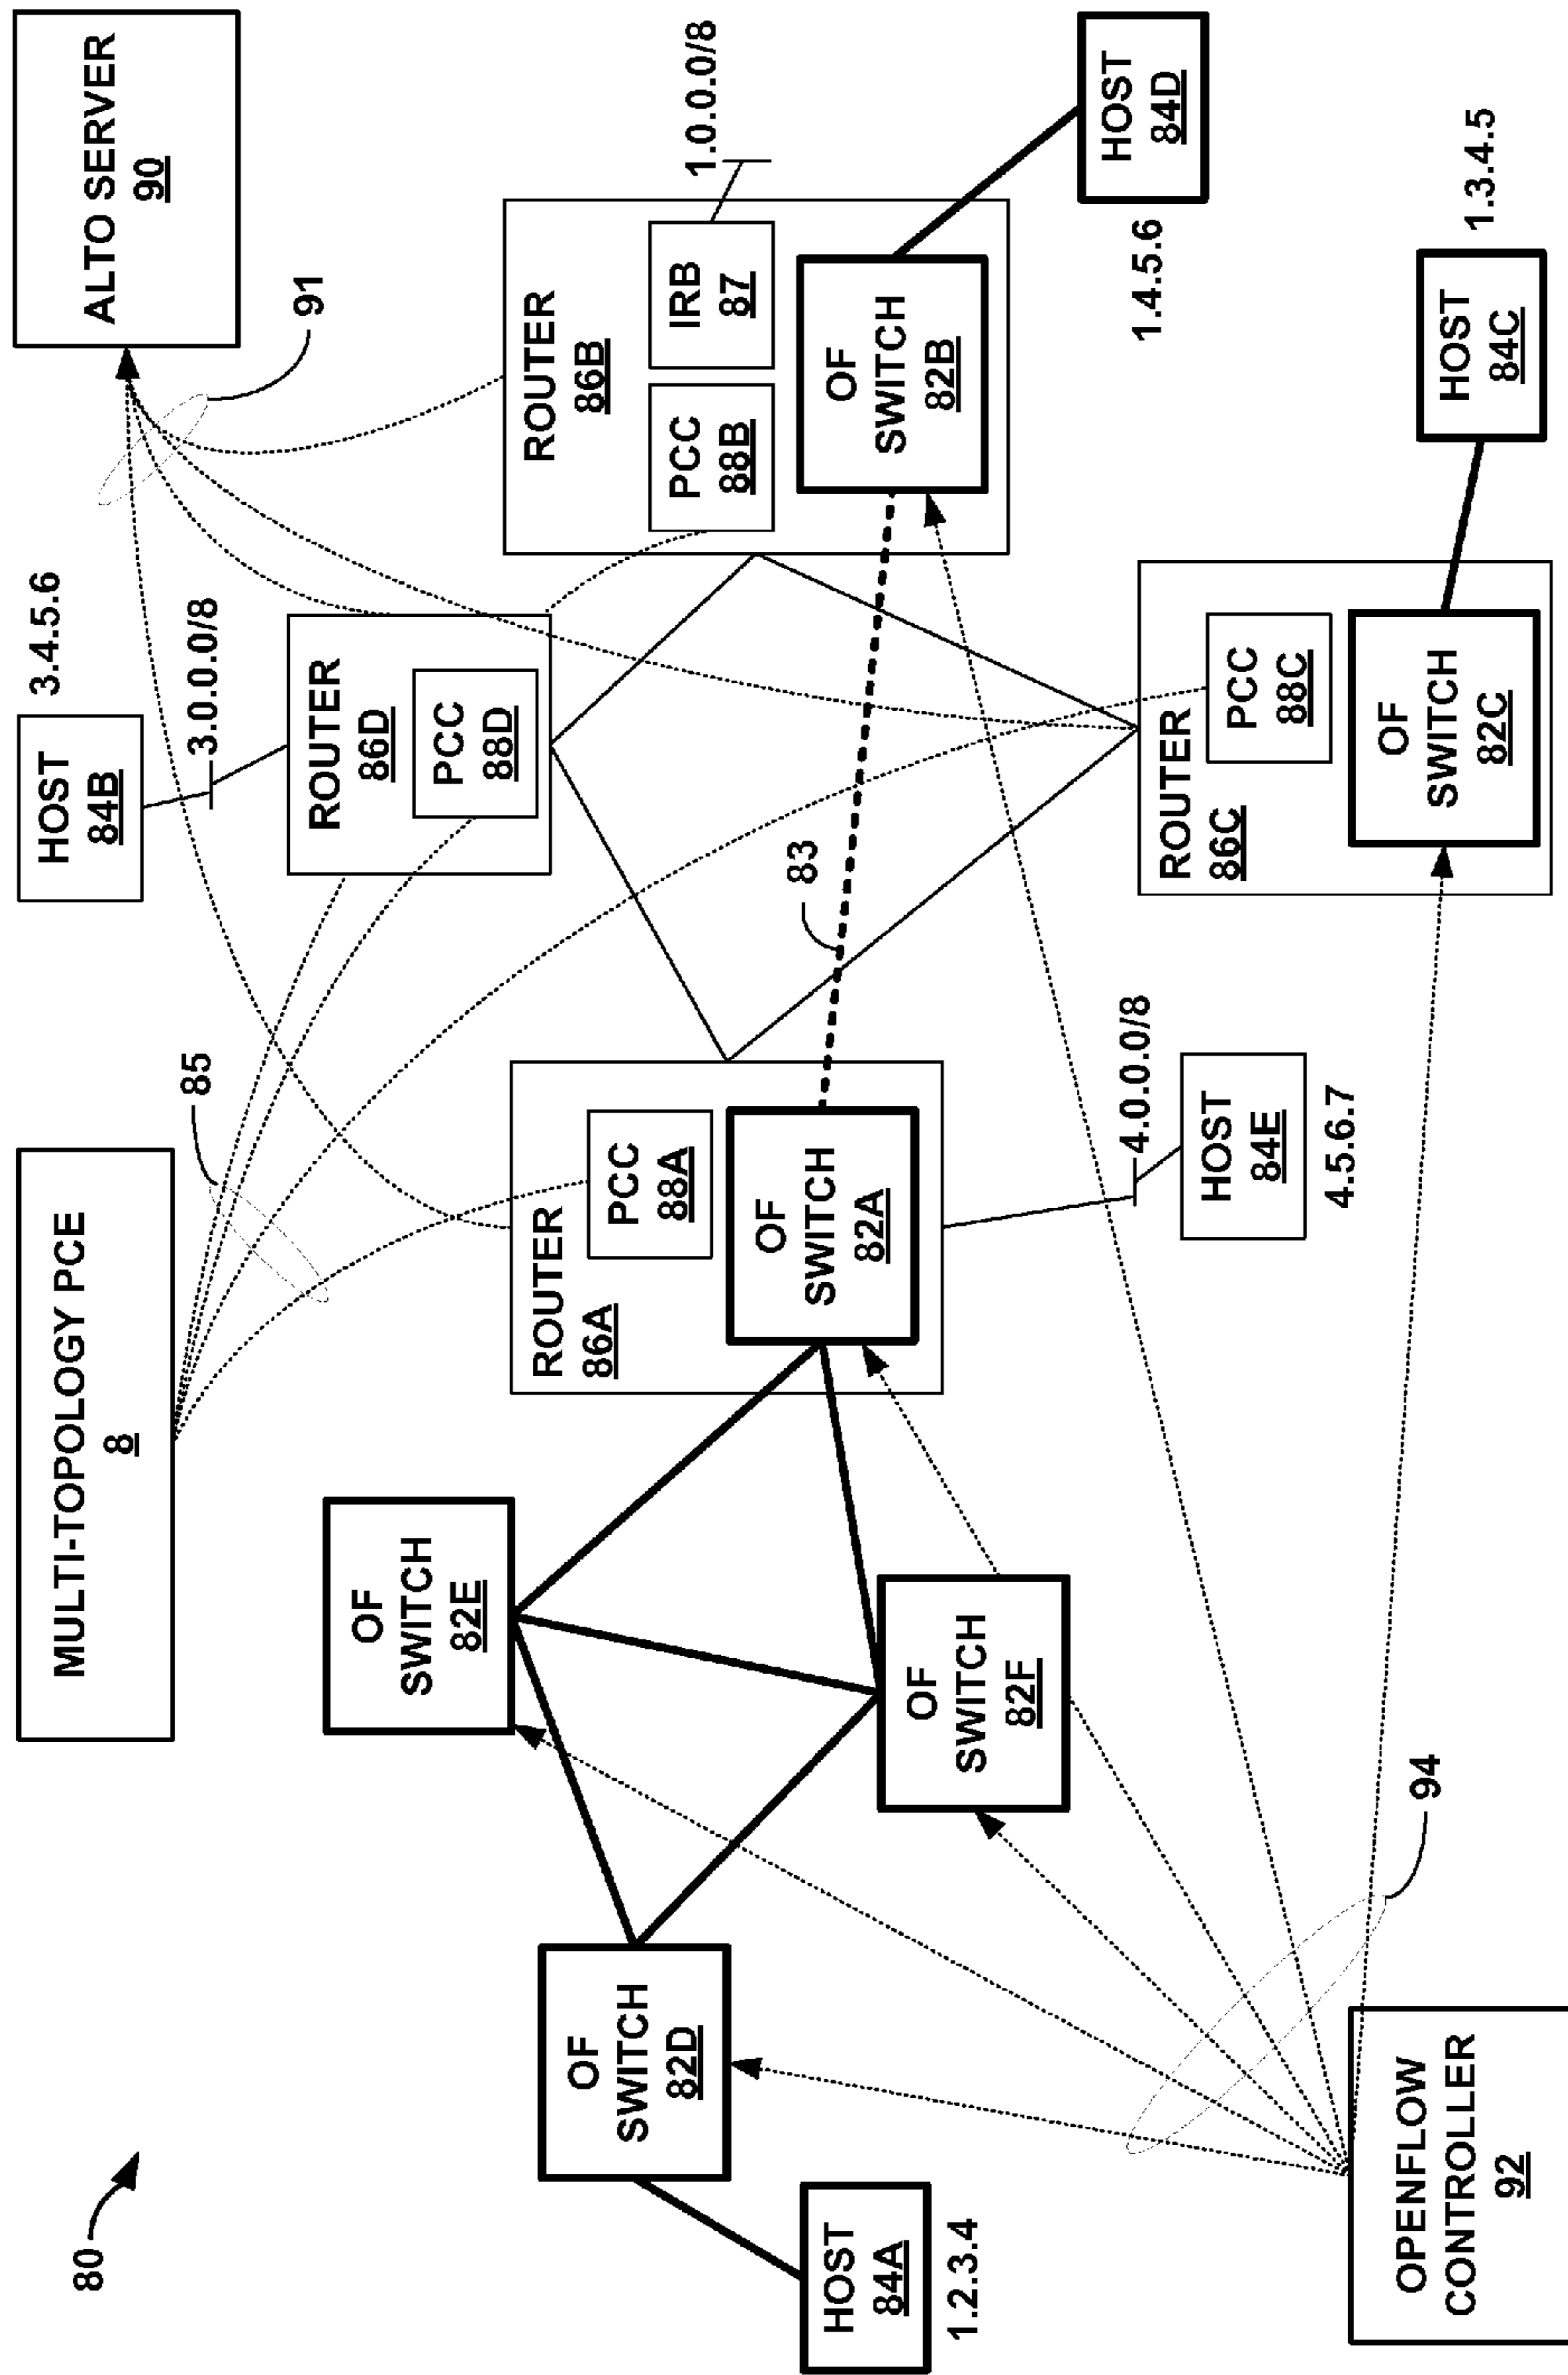 80
MULTI-TOPOLOGY PCE
8
85
HOST
84B
3.4.5.6
3.0.0.0/8
ALTO SERVER
90
91
OF
SWITCH
82E
ROUTER
86D
PCC
88D
ROUTER
86A
PCC
88A
OF
SWITCH
82A
ROUTER
86B
PCC
88B
IRB
87
1.0.0.0/8
OF
SWITCH
82B
OF
SWITCH
82D
HOST
84A
1.2.3.4
OF
SWITCH
82F
83
4.0.0.0/8
HOST
84E
4.5.6.7
HOST
84D
1.4.5.6
ROUTER
86C
PCC
88C
OF
SWITCH
82C
HOST
84C
1.3.4.5
94
OPENFLOW
CONTROLLER
92